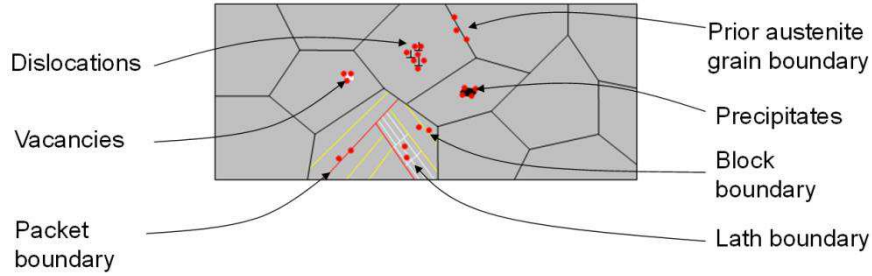 Dislocations
Vacancies
Packet
boundary
Prior austenite
grain boundary
Precipitates
Block
boundary
Lath boundary